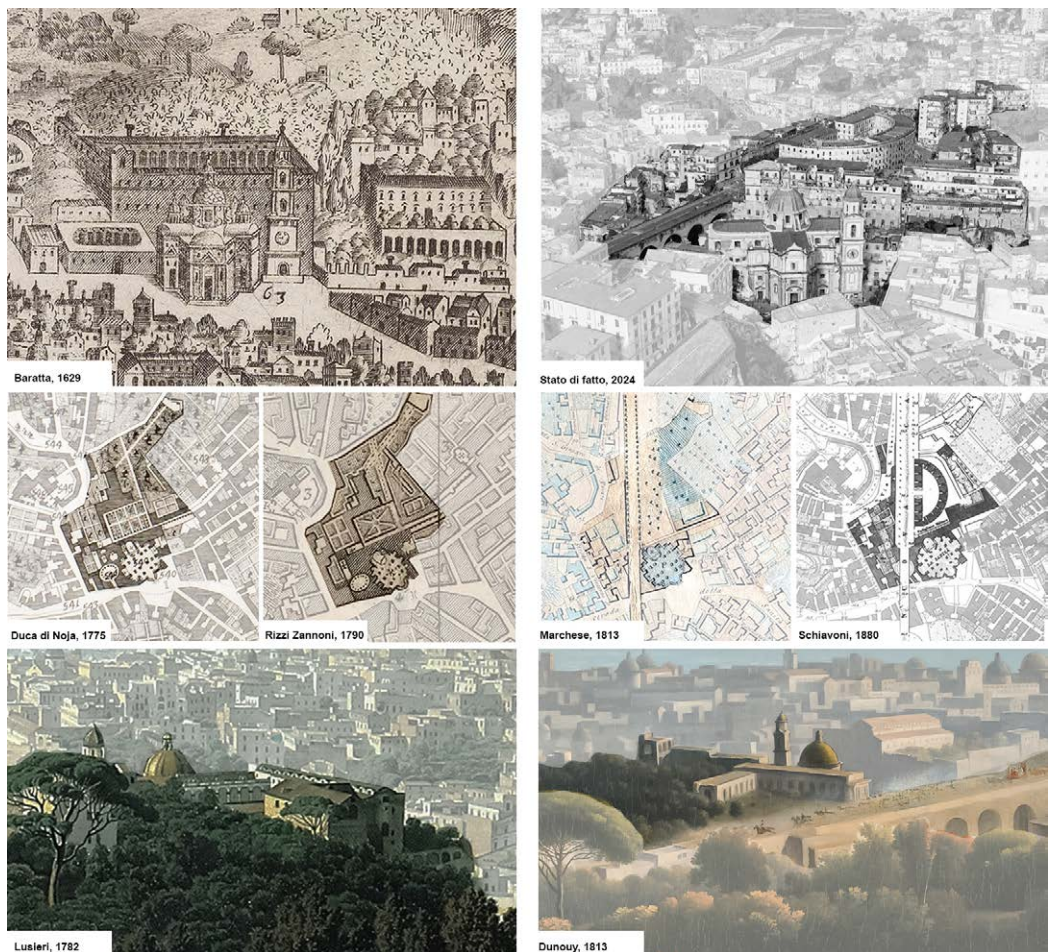 63
Baratta, 1629
Stato di fatto, 2024
Duca di Noja, 1775
Rizzi Zannoni, 1790
Marchese, 1813
Schiavoni, 1880
Lusieri, 1782
Dunouy, 1813